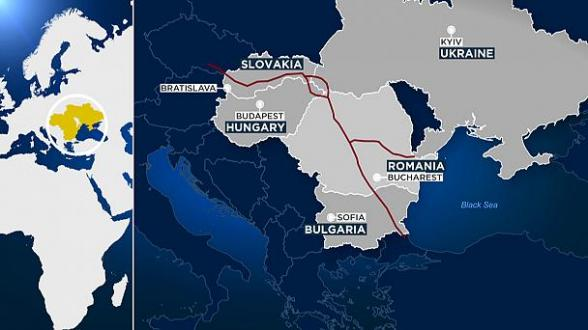 KYIV
UKRAINE
SLOVAKIA
BRATISLAVA
BUDAPEST
HUNGARY
ROMANIA
BUCHAREST
Black Sea
SOFIA
BULGARIA